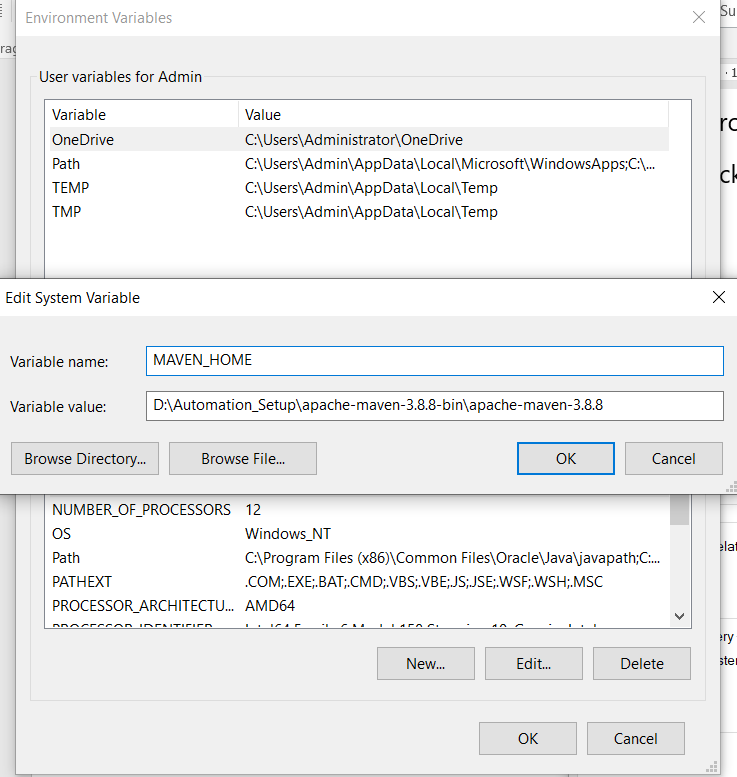 Environment Variables
Su
User variables for Admin
Variable Value
OneDrive C:\Users\Administrator\OneDrive
Path C:\Users\Admin\AppData\Local\Microsoft\WindowsApps;C:\...
TEMP C:\Users\Admin\AppData\Local\Temp
TMP C:\Users\Admin\AppData\Local\Temp
Edit System Variable
Variable name: MAVEN_HOME
Variable value: D:\Automation_Setup\apache-maven-3.8.8-bin\apache-maven-3.8.8
Browse Directory... Browse File... OK Cancel
NUMBER_OF_PROCESSORS 12
OS Windows_NT
Path C:\Program Files (x86)\Common Files\Oracle\Java\javapath;C:...
PATHEXT .COM;.EXE;.BAT;.CMD;.VBS;.VBE;.JS;.JSE;.WSF;.WSH;.MSC
PROCESSOR_ARCHITECTU... AMD64
New... Edit... Delete
OK Cancel